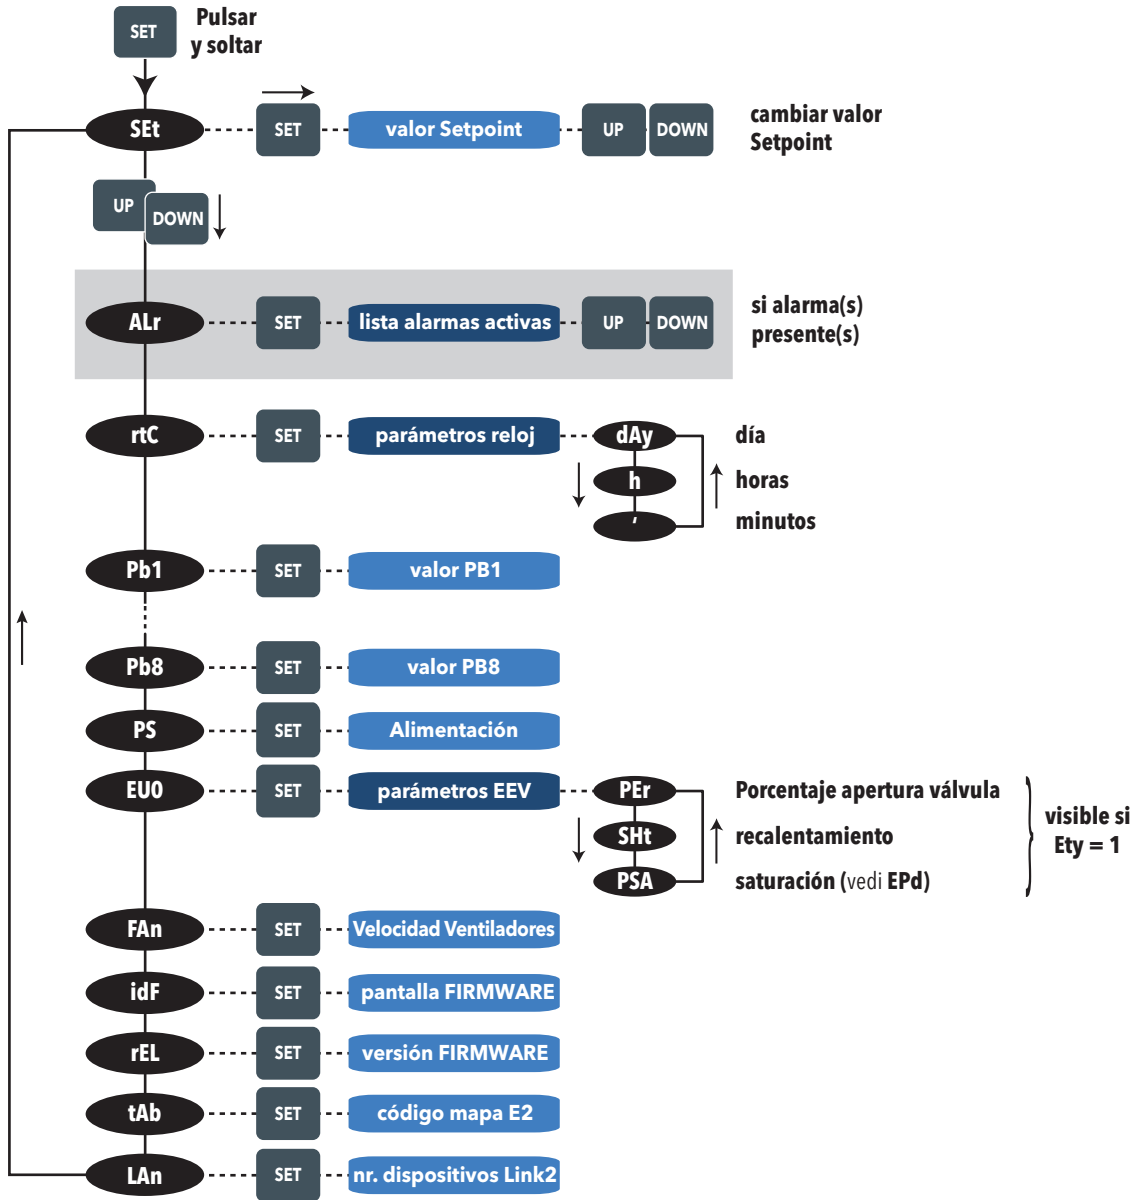 SET
Pulsar
y soltar
SEt SET valor Setpoint UP DOWN
cambiar valor
Setpoint
UP DOWN
ALr SET lista alarmas activas UP DOWN
si alarma(s)
presente(s)
rtC SET parámetros reloj dAy día
h horas
' minutos
Pb1 SET valor PB1
Pb8 SET valor PB8
PS SET Alimentación
EU0 SET parámetros EEV PEr Porcentaje apertura válvula
SHt recalentamiento
PSA saturación (vedi EPd)
visible si
Ety = 1
FAn SET Velocidad Ventiladores
idF SET pantalla FIRMWARE
rEL SET versión FIRMWARE
tAb SET código mapa E2
LAn SET nr. dispositivos Link2